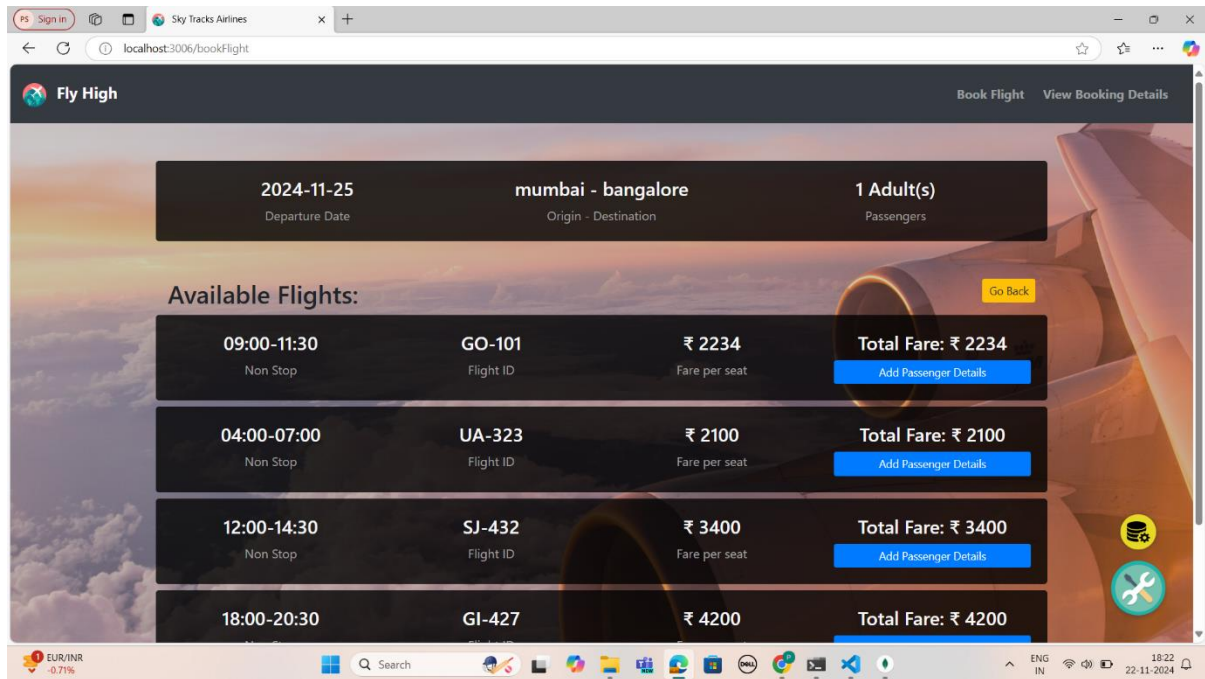 PS Sign in
Sky Tracks Airlines
localhost:3006/bookFlight
Fly High
Book Flight View Booking Details
2024-11-25 mumbai - bangalore 1 Adult(s)
Departure Date Origin - Destination Passengers
Available Flights:
Go Back
09:00-11:30 GO-101 ₹ 2234 Total Fare: ₹ 2234
Non Stop Flight ID Fare per seat Add Passenger Details
04:00-07:00 UA-323 ₹ 2100 Total Fare: ₹ 2100
Non Stop Flight ID Fare per seat Add Passenger Details
12:00-14:30 SJ-432 ₹ 3400 Total Fare: ₹ 3400
Non Stop Flight ID Fare per seat Add Passenger Details
18:00-20:30 GI-427 ₹ 4200 Total Fare: ₹ 4200
1 EUR/INR
-0.71%
Search
DELL
ENG 18:22
IN 22-11-2024